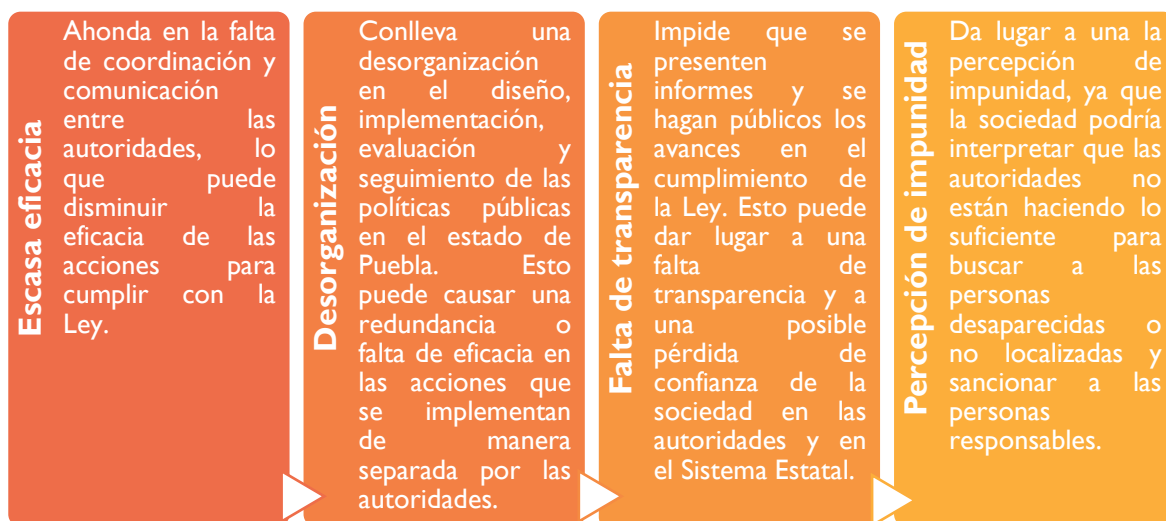 Escasa eficacia
Ahonda en la falta
de coordinación y
comunicación
entre las
autoridades, lo
que puede
disminuir la
eficacia de las
acciones para
cumplir con la
Ley.
Desorganización
Conlleva una
desorganización
en el diseño,
implementación,
evaluación y
seguimiento de las
políticas públicas
en el estado de
Puebla. Esto
puede causar una
redundancia o
falta de eficacia en
las acciones que
se implementan
de manera
separada por las
autoridades.
Falta de transparencia
Impide que se
presenten
informes y se
hagan públicos los
avances en el
cumplimiento de
la Ley. Esto puede
dar lugar a una
falta de
transparencia y a
una posible
pérdida de
confianza de la
sociedad en las
autoridades y en
el Sistema Estatal.
Percepción de impunidad
Da lugar a una la
percepción de
impunidad, ya que
la sociedad podría
interpretar que las
autoridades no
están haciendo lo
suficiente para
buscar a las
personas
desaparecidas o
no localizadas y
sancionar a las
personas
responsables.